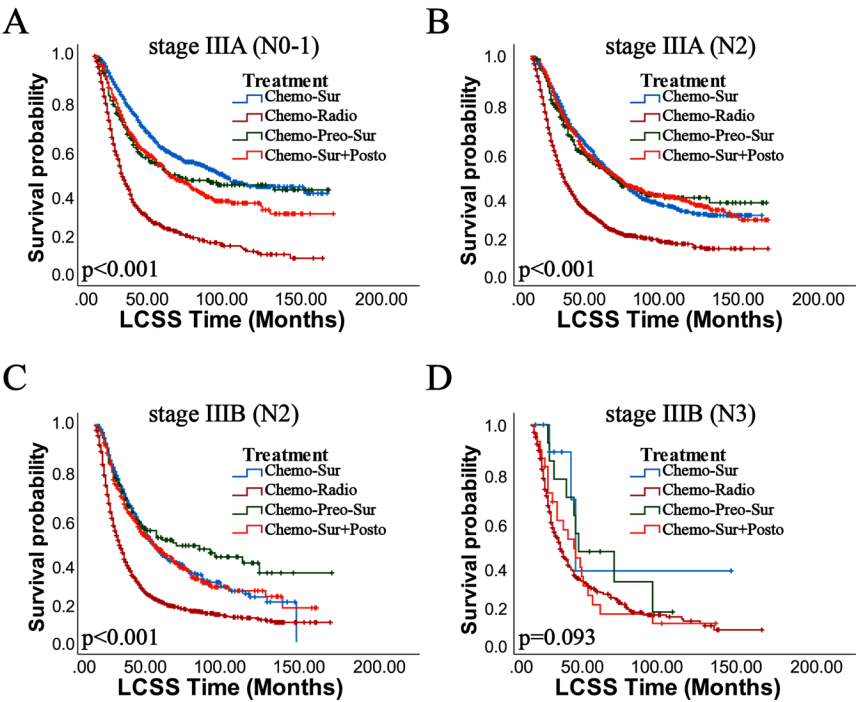 A
stage IIIA (N0-1)
Survival probability
1.0
0.8
0.6
0.4
0.2
0.0
Treatment
Chemo-Sur
Chemo-Radio
Chemo-Preo-Sur
Chemo-Sur+Posto
p<0.001
.00 50.00 100.00 150.00 200.00
LCSS Time (Months)
B
stage IIIA (N2)
Survival probability
1.0
0.8
0.6
0.4
0.2
0.0
Treatment
Chemo-Sur
Chemo-Radio
Chemo-Preo-Sur
Chemo-Sur+Posto
p<0.001
.00 50.00 100.00 150.00 200.00
LCSS Time (Months)
C
stage IIIB (N2)
Survival probability
1.0
0.8
0.6
0.4
0.2
0.0
Treatment
Chemo-Sur
Chemo-Radio
Chemo-Preo-Sur
Chemo-Sur+Posto
p<0.001
.00 50.00 100.00 150.00 200.00
LCSS Time (Months)
D
stage IIIB (N3)
Survival probability
1.0
0.8
0.6
0.4
0.2
0.0
Treatment
Chemo-Sur
Chemo-Radio
Chemo-Preo-Sur
Chemo-Sur+Posto
p=0.093
.00 50.00 100.00 150.00 200.00
LCSS Time (Months)